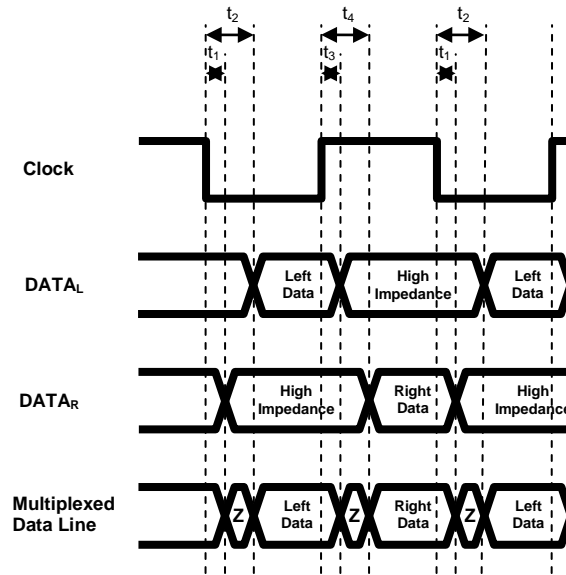 t2 t4 t2
t1 t3 t1
Clock
DATAL
Left Data
High Impedance
Left Data
DATAR
High Impedance
Right Data
High Impedance
Multiplexed Data Line
Z
Left Data
Z
Right Data
Z
Left Data